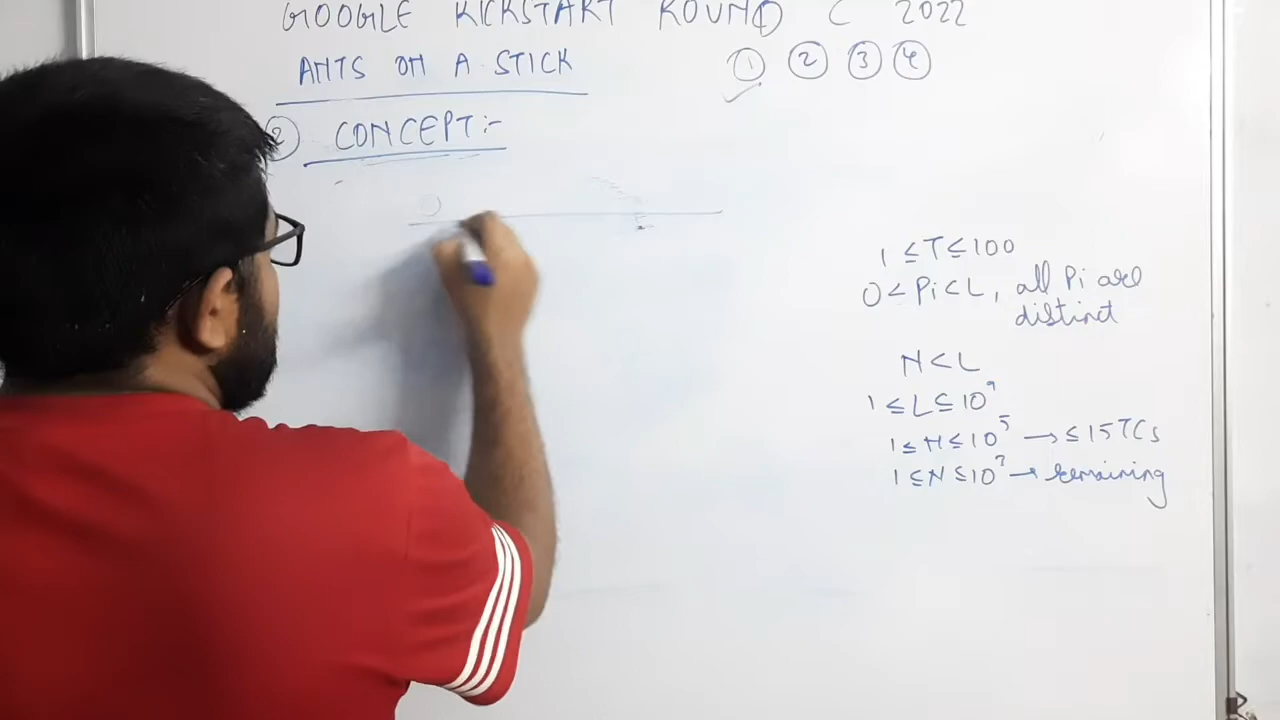 GOOGLE KICKSTART ROUND C 2022
ANTS ON A STICK
① ② ③ ④
② CONCEPT:-
1 ≤ T ≤ 100
0 < Pi < L, all Pi are
distinct
N < L
1 ≤ L ≤ 10⁹
1 ≤ N ≤ 10⁵ → ≤ 15 TCs
1 ≤ N ≤ 10² → remaining